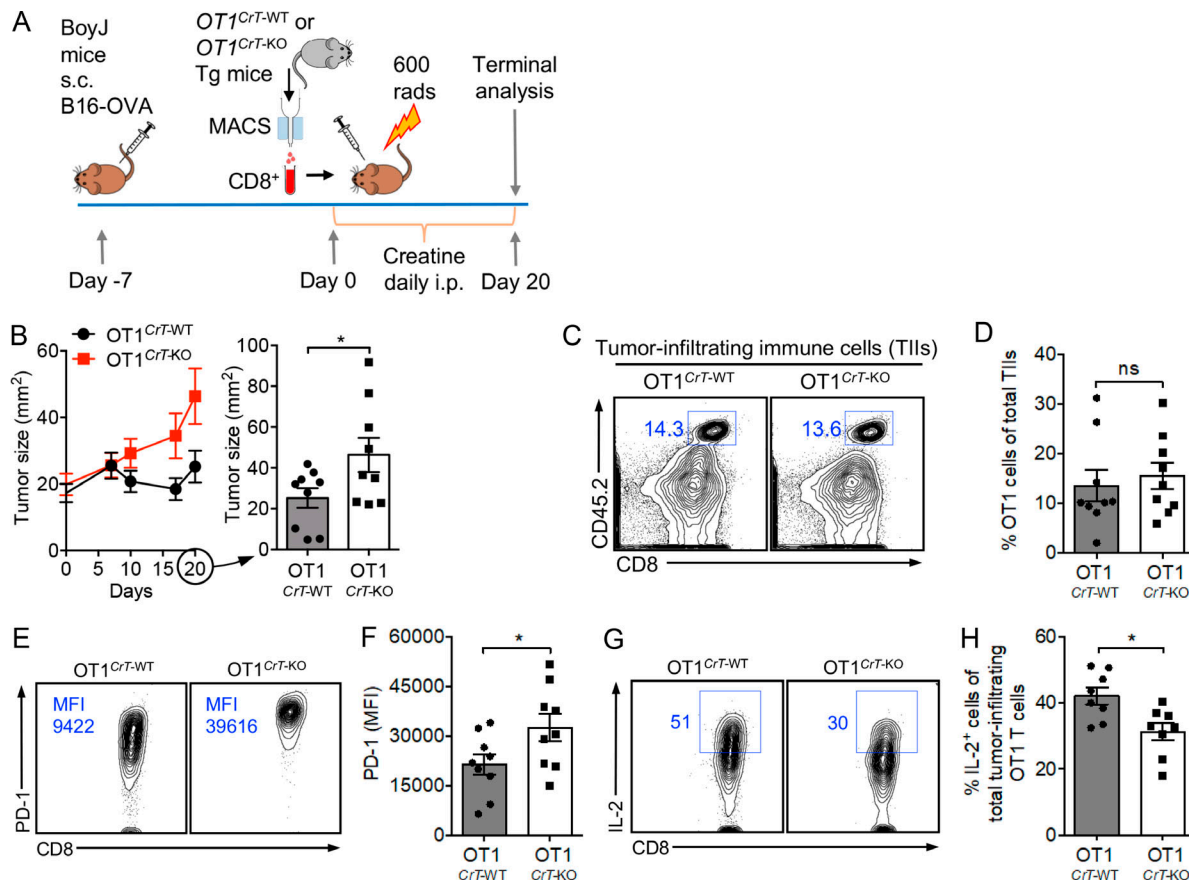 A
BoyJ
mice
s.c.
B16-OVA
OT1CrT-WT or
OT1CrT-KO
Tg mice
MACS
CD8+
600
rads
Terminal
analysis
Day -7
Day 0
Creatine
daily i.p.
Day 20
B
OT1CrT-WT
OT1CrT-KO
Tumor size (mm2)
60
40
20
0
0 5 10 15 20
Days
Tumor size (mm2)
100
80
60
40
20
0
*
OT1 OT1
CrT-WT CrT-KO
C
Tumor-infiltrating immune cells (TIIs)
OT1CrT-WT OT1CrT-KO
14.3 13.6
CD45.2
CD8
D
% OT1 cells of total TIIs
40
30
20
10
0
ns
OT1 OT1
CrT-WT CrT-KO
E
OT1CrT-WT OT1CrT-KO
MFI MFI
9422 39616
PD-1
CD8
F
PD-1 (MFI)
60000
45000
30000
15000
0
*
OT1 OT1
CrT-WT CrT-KO
G
OT1CrT-WT OT1CrT-KO
51 30
IL-2
CD8
H
% IL-2+ cells of
total tumor-infiltrating
OT1 T cells
60
40
20
0
*
OT1 OT1
CrT-WT CrT-KO